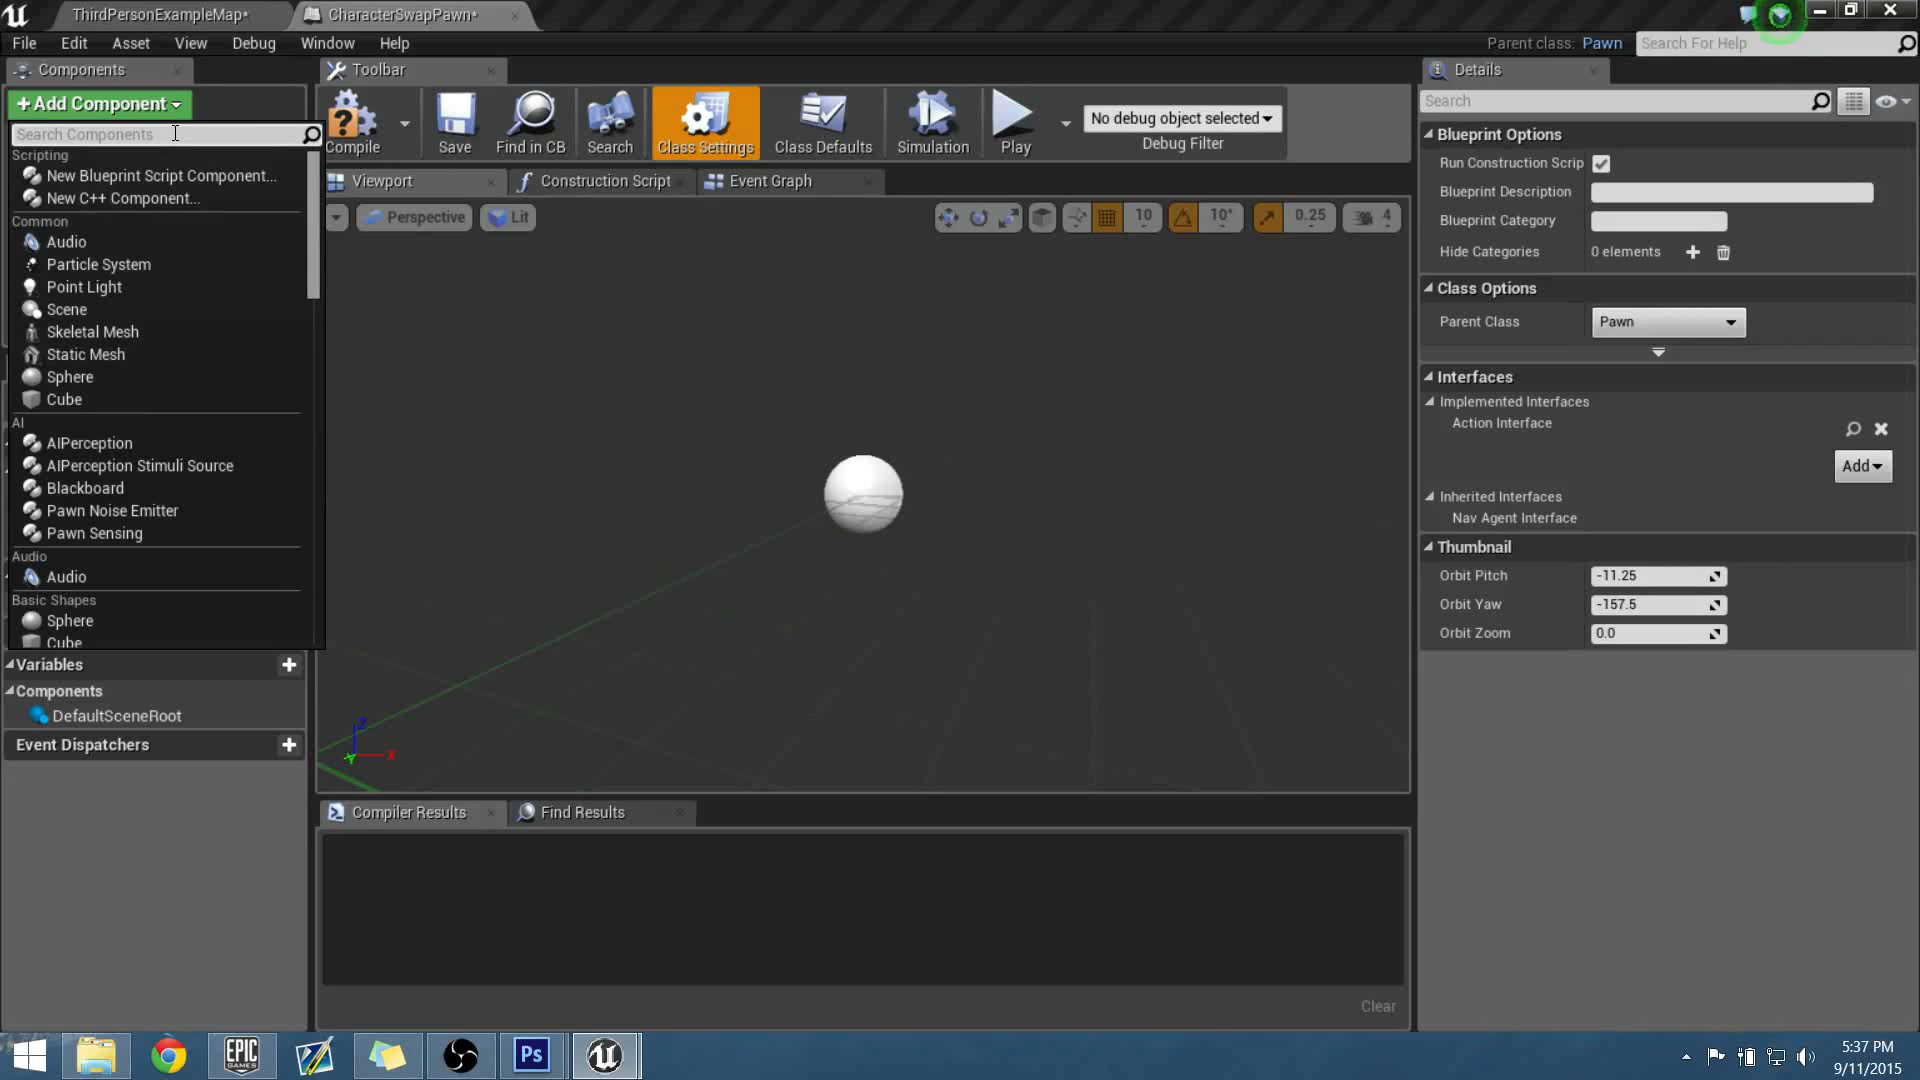 ThirdPersonExampleMap*
CharacterSwapPawn*
File Edit Asset View Debug Window Help
Parent class: Pawn
Search For Help
Components
Toolbar
Details
+Add Component
Search Components
Scripting
New Blueprint Script Component...
New C++ Component...
Common
Audio
Particle System
Point Light
Scene
Skeletal Mesh
Static Mesh
Sphere
Cube
AI
AIPerception
AIPerception Stimuli Source
Blackboard
Pawn Noise Emitter
Pawn Sensing
Audio
Audio
Basic Shapes
Sphere
Cube
Variables
Components
DefaultSceneRoot
Event Dispatchers
Compile Save Find in CB Search Class Settings Class Defaults Simulation Play
No debug object selected
Debug Filter
Viewport Construction Script Event Graph
Perspective Lit
10 10° 0.25 4
Z
X
Y
Compiler Results Find Results
Clear
Search
Blueprint Options
Run Construction Scrip
Blueprint Description
Blueprint Category
Hide Categories 0 elements
Class Options
Parent Class Pawn
Interfaces
Implemented Interfaces
Action Interface
Add
Inherited Interfaces
Nav Agent Interface
Thumbnail
Orbit Pitch -11.25
Orbit Yaw -157.5
Orbit Zoom 0.0
EPIC
GAMES
Ps
5:37 PM
9/11/2015